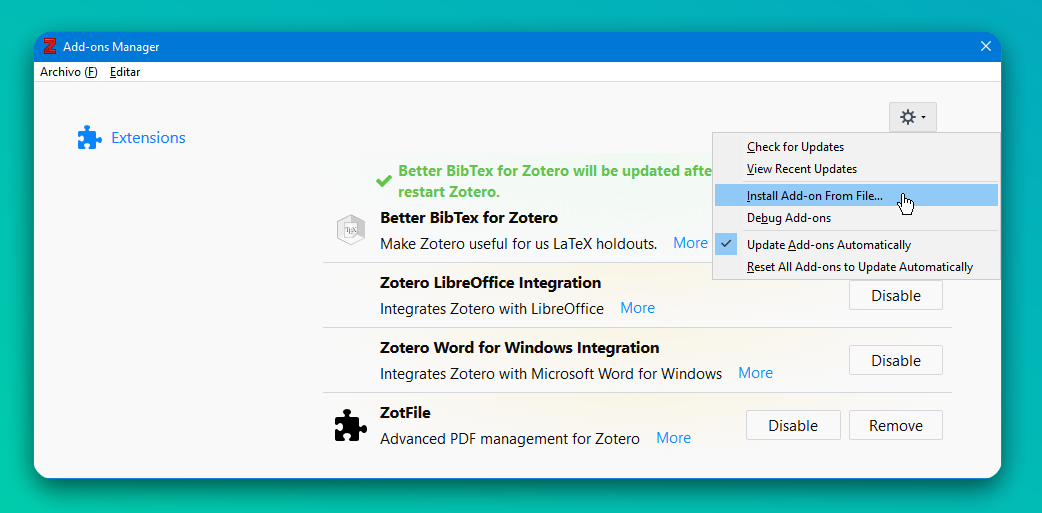 Z Add-ons Manager
Archivo (F) Editar
Extensions
Check for Updates
View Recent Updates
Install Add-on From File...
Debug Add-ons
Update Add-ons Automatically
Reset All Add-ons to Update Automatically
Better BibTex for Zotero will be updated afte
restart Zotero.
Better BibTex for Zotero
TEX
Make Zotero useful for us LaTeX holdouts. More
Zotero LibreOffice Integration
Integrates Zotero with LibreOffice More
Disable
Zotero Word for Windows Integration
Integrates Zotero with Microsoft Word for Windows More
Disable
ZotFile
Advanced PDF management for Zotero More
Disable Remove